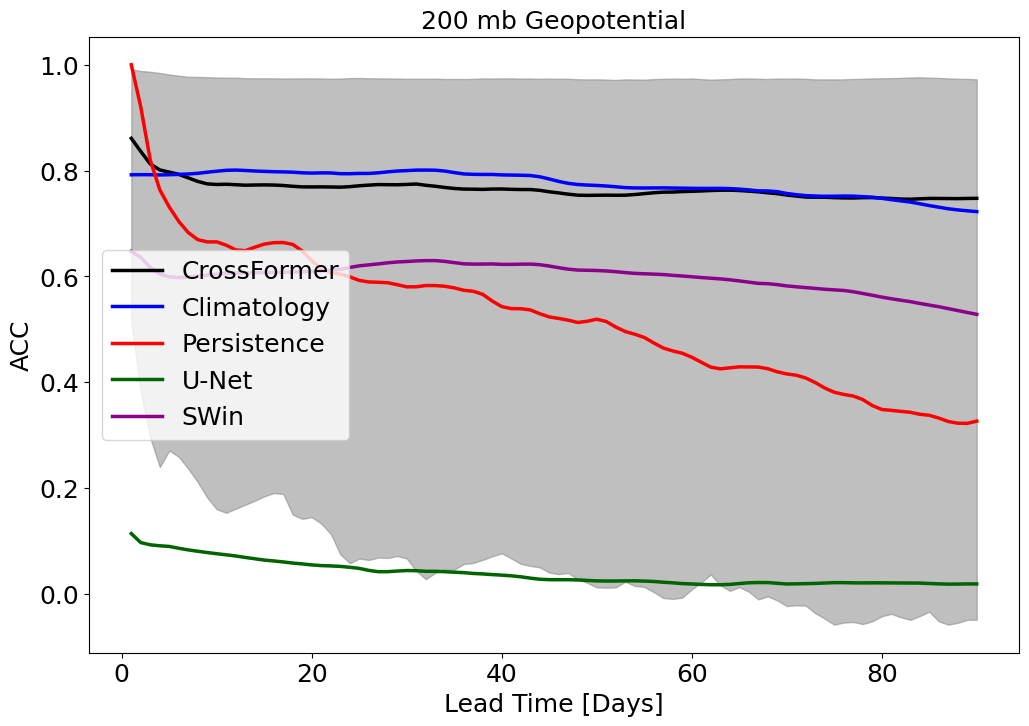 200 mb Geopotential
1.0
0.8
0.6
0.4
0.2
0.0
ACC
CrossFormer
Climatology
Persistence
U-Net
SWin
0 20 40 60 80
Lead Time [Days]